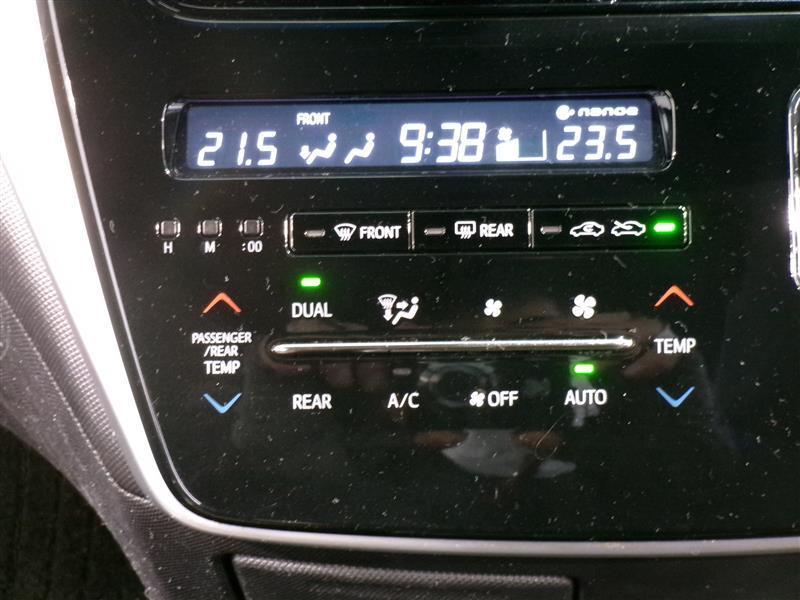 FRONT nanoe
21.5 9:38 23.5
H M :00
FRONT REAR
DUAL
PASSENGER
/REAR
TEMP
TEMP
REAR A/C OFF AUTO